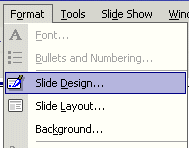 Format Tools Slide Show
Font...
Bullets and Numbering...
Slide Design...
Slide Layout...
Background...